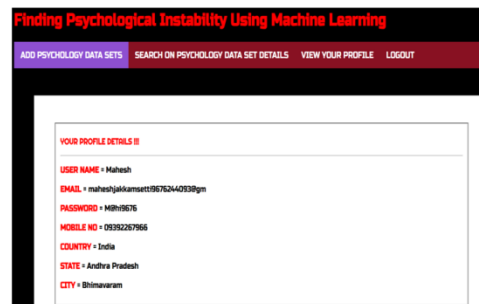 Finding Psychological Instability Using Machine Learning
ADD PSYCHOLOGY DATA SETS SEARCH ON PSYCHOLOGY DATA SET DETAILS VIEW YOUR PROFILE LOGOUT
YOUR PROFILE DETAILS !!!
USER NAME = Mahesh
EMAIL = maheshjakkamsetti9676244093@gm
PASSWORD = M@hi9676
MOBILE NO = 09392267966
COUNTRY = India
STATE = Andhra Pradesh
CITY = Bhimavaram